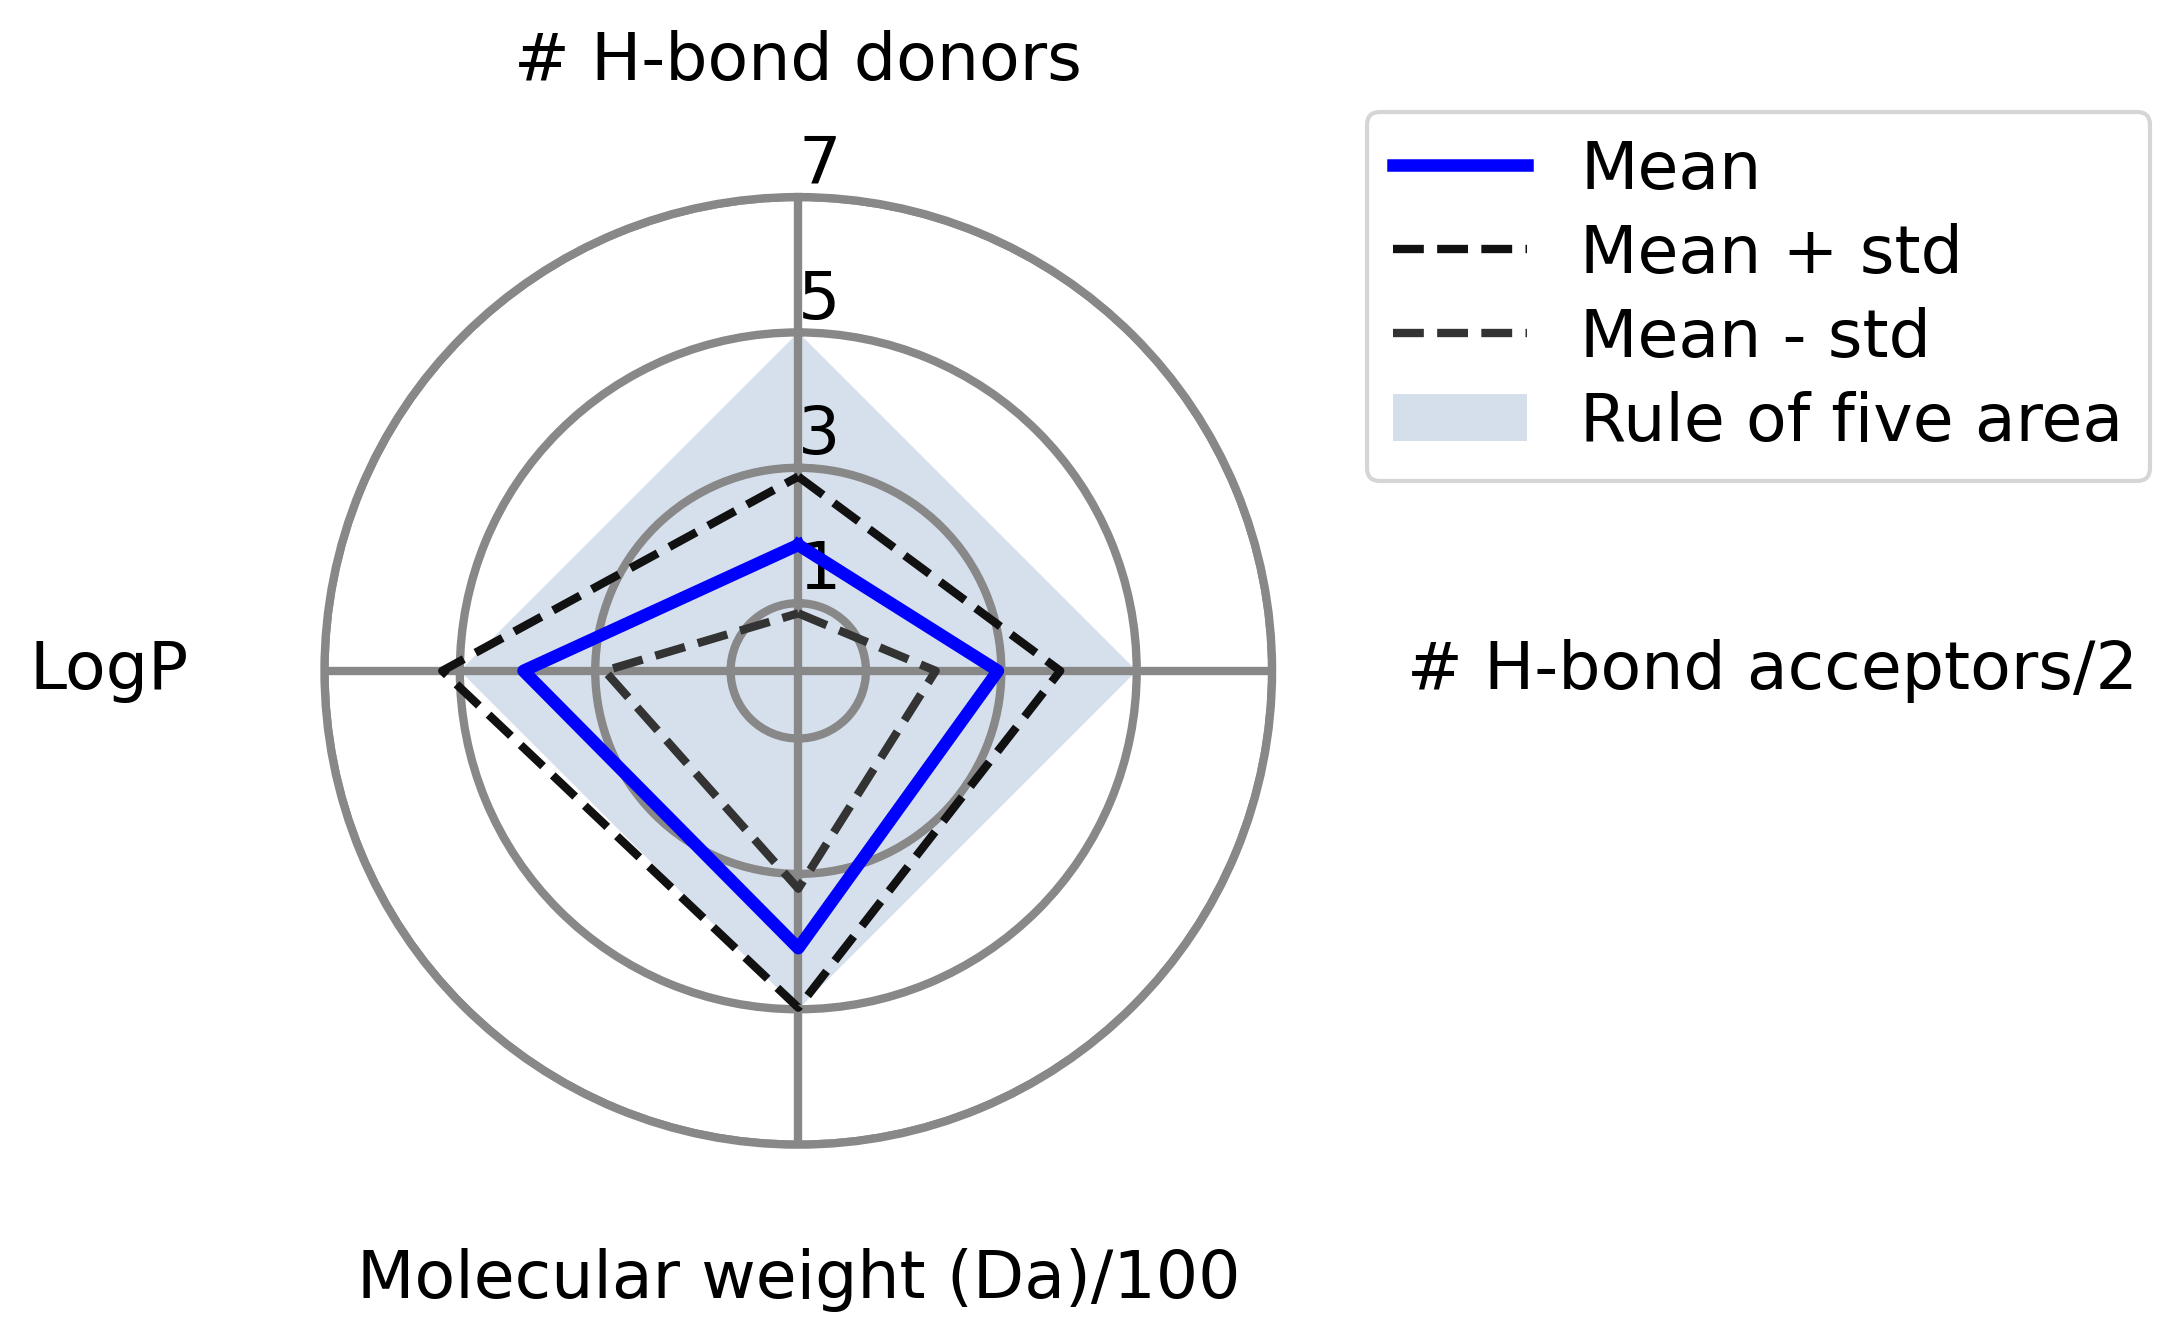 # H-bond donors
7
5
3
1
LogP
# H-bond acceptors/2
Molecular weight (Da)/100
Mean
Mean + std
Mean - std
Rule of five area